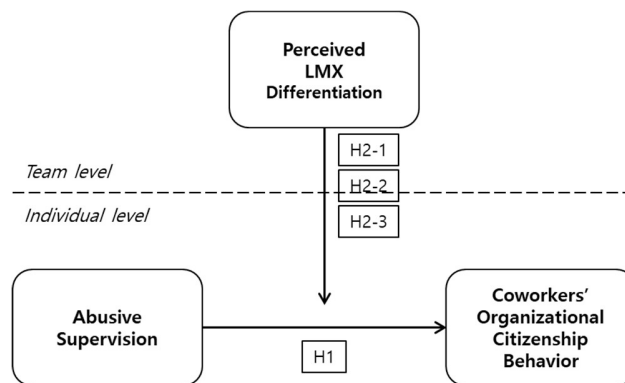 Perceived
LMX
Differentiation
H2-1
Team level
H2-2
Individual level
H2-3
Abusive
Supervision
H1
Coworkers’
Organizational
Citizenship
Behavior